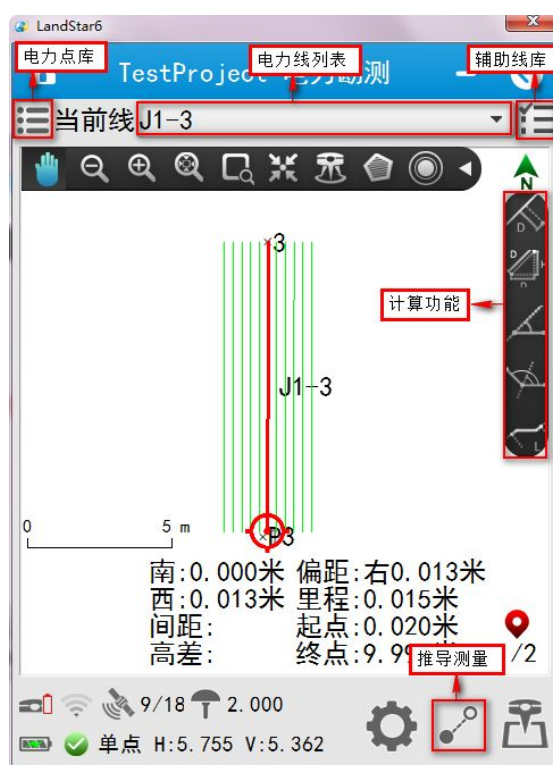 LandStar6
电力点库
电力线列表
辅助线库
TestProject
勘测
当前线 J1-3
N
D
3
D
计算功能
J1-3
L
0 5 m
P3
南:0.000米 偏距:右0.013米
西:0.013米 里程:0.015米
间距: 起点:0.020米
高差: 终点:9.99
推导测量 /2
9/18 2.000
单点 H:5.755 V:5.362